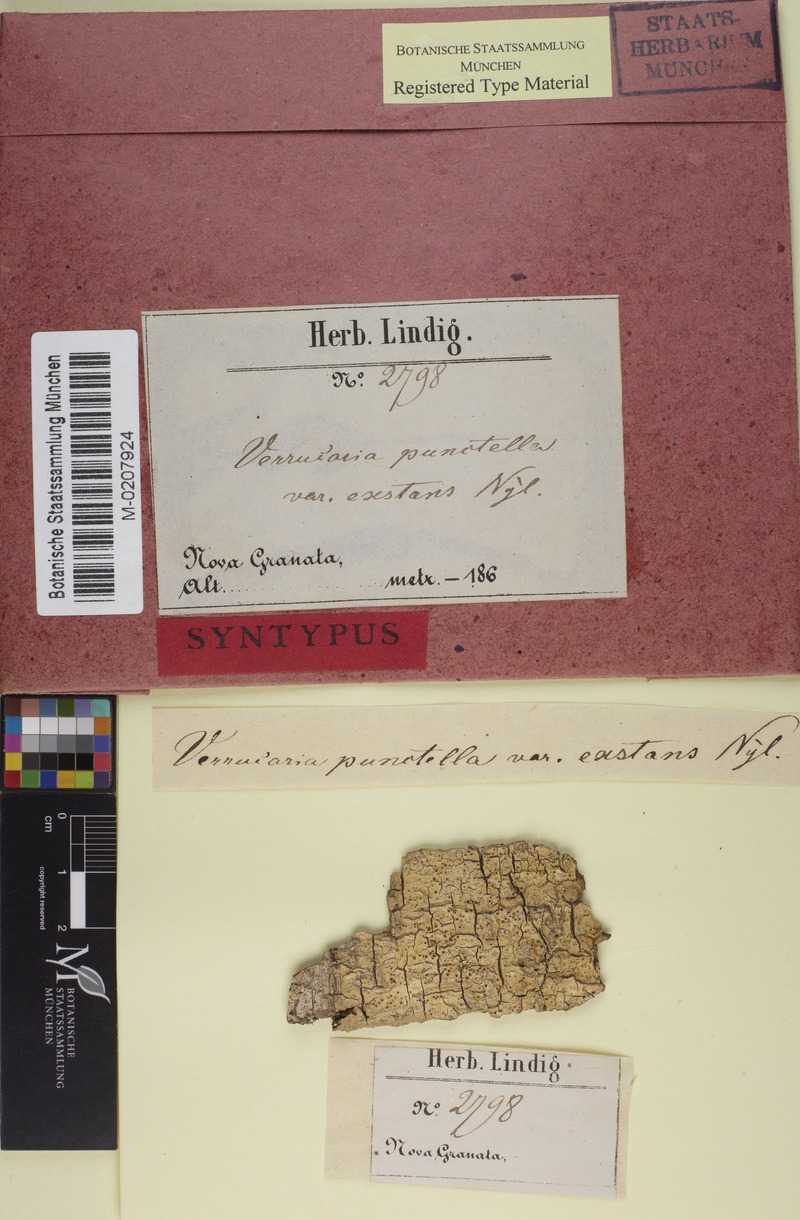 BOTANISCHE STAATSSAMMLUNG
MÜNCHEN
Registered Type Material
STAATS-
HERBARIUM
MÜNCHEN
Herb. Lindig.
No. 2798
Verrucaria punctella
var. exstans Nyl.
Nova Granata,
Alt. metr. – 186
Botanische Staatssammlung München
M-0207924
SYNTYPUS
Verrucaria punctella var. exstans Nyl.
0 1 2
cm
copyright reserved
M
BOTANISCHE
STAATSSAMMLUNG
MÜNCHEN
Herb. Lindig.
No. 2798
Nova Granata,